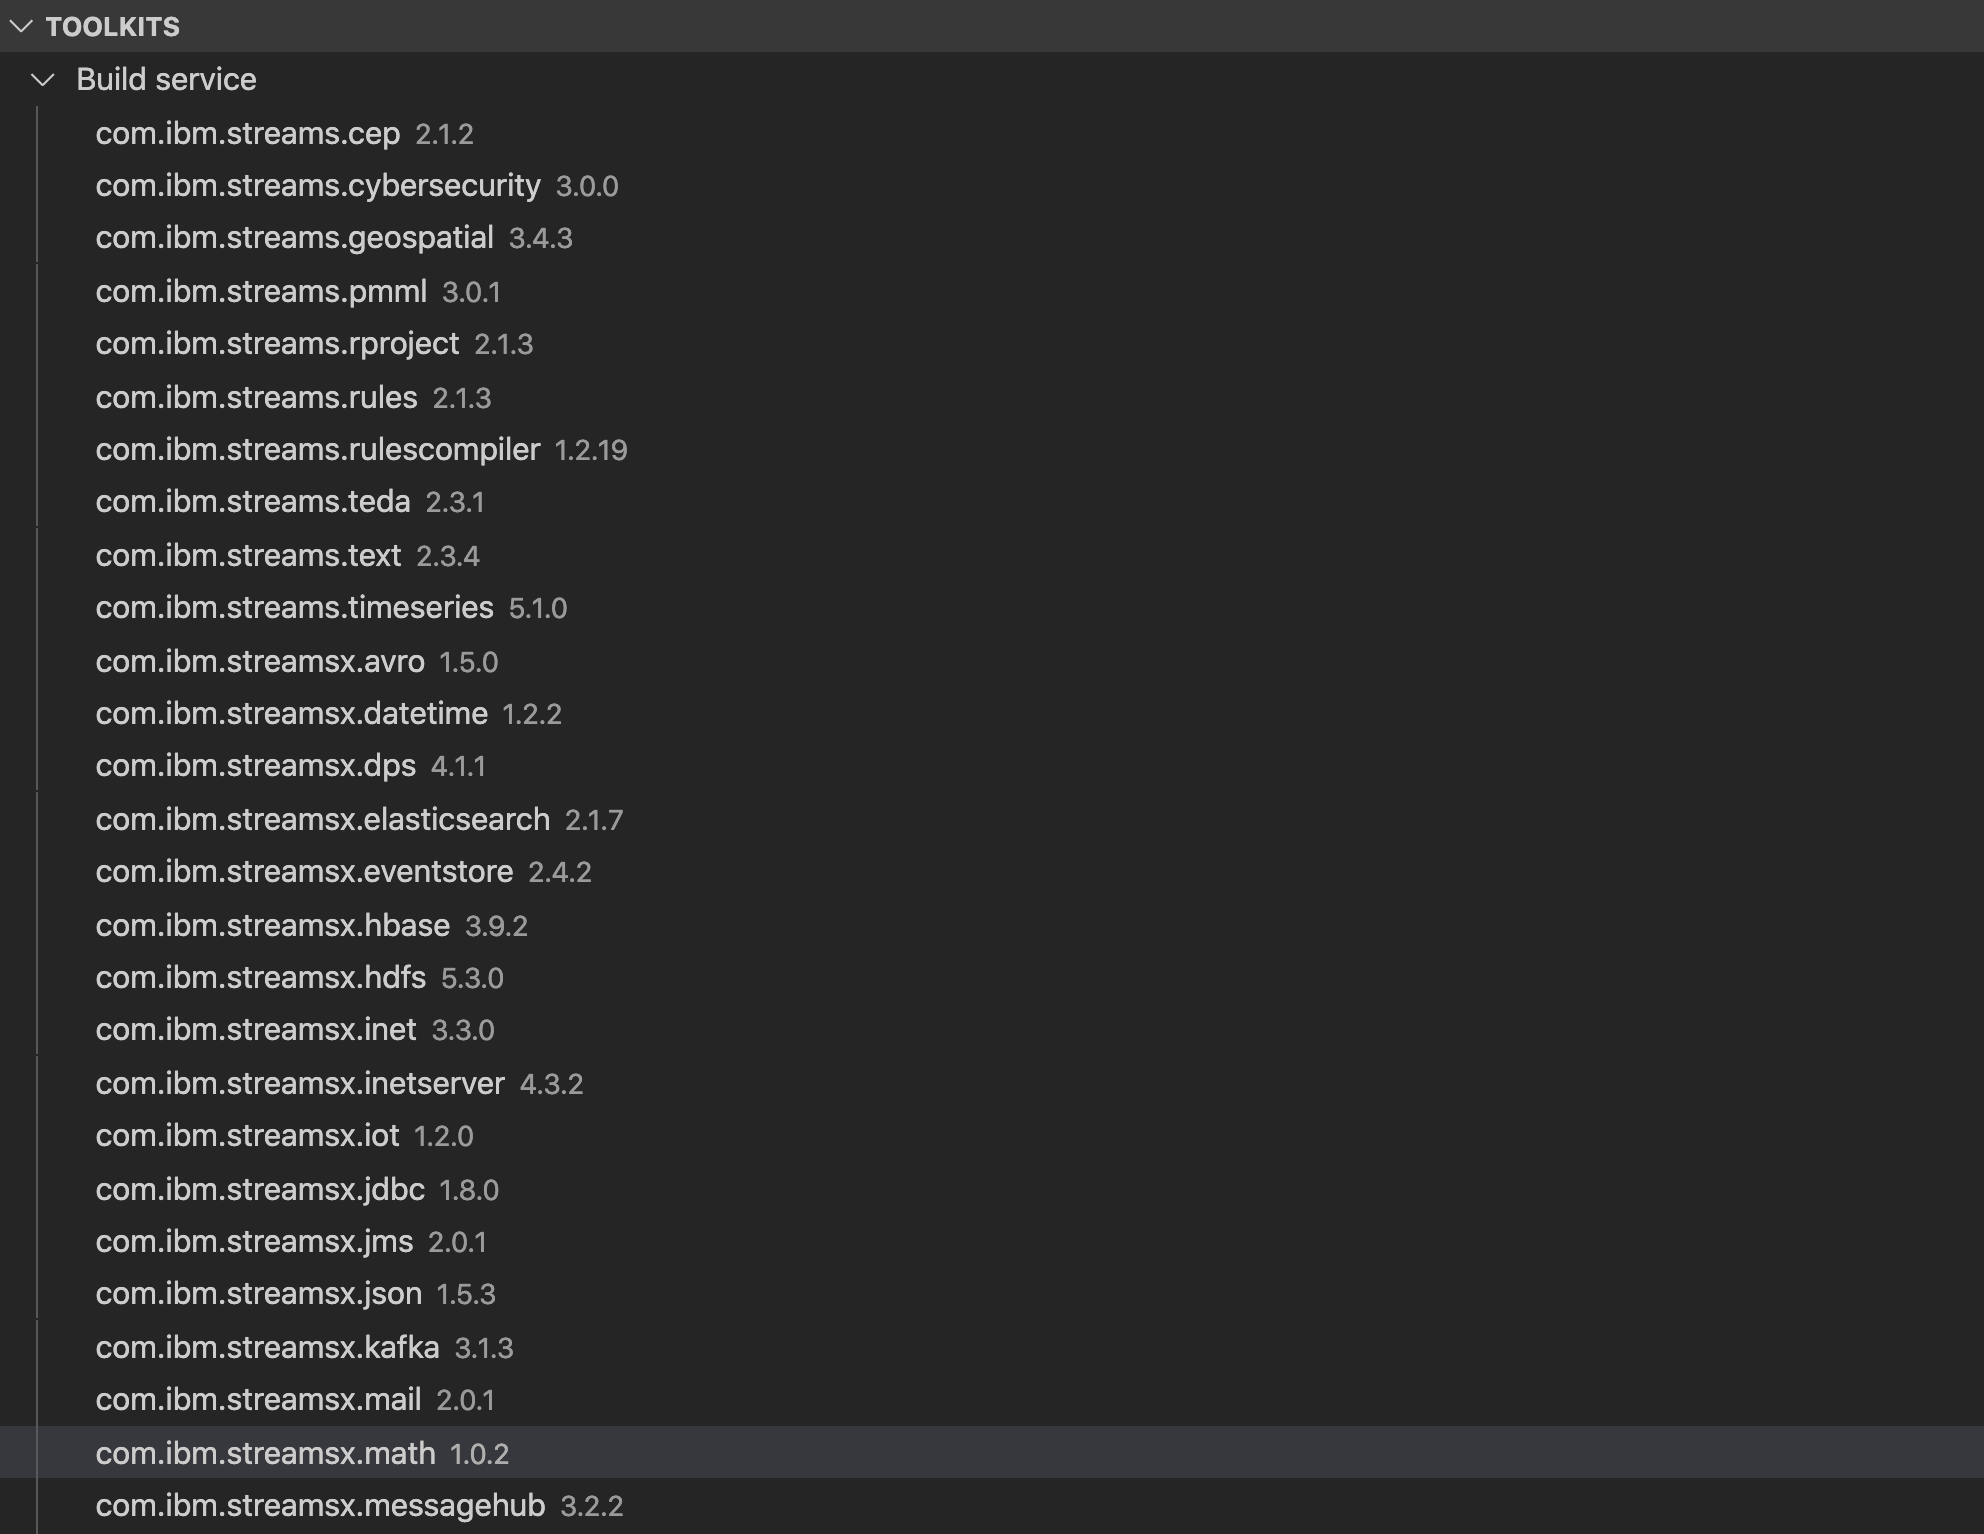 TOOLKITS
Build service
com.ibm.streams.cep 2.1.2
com.ibm.streams.cybersecurity 3.0.0
com.ibm.streams.geospatial 3.4.3
com.ibm.streams.pmml 3.0.1
com.ibm.streams.rproject 2.1.3
com.ibm.streams.rules 2.1.3
com.ibm.streams.rulescompiler 1.2.19
com.ibm.streams.teda 2.3.1
com.ibm.streams.text 2.3.4
com.ibm.streams.timeseries 5.1.0
com.ibm.streamsx.avro 1.5.0
com.ibm.streamsx.datetime 1.2.2
com.ibm.streamsx.dps 4.1.1
com.ibm.streamsx.elasticsearch 2.1.7
com.ibm.streamsx.eventstore 2.4.2
com.ibm.streamsx.hbase 3.9.2
com.ibm.streamsx.hdfs 5.3.0
com.ibm.streamsx.inet 3.3.0
com.ibm.streamsx.inetserver 4.3.2
com.ibm.streamsx.iot 1.2.0
com.ibm.streamsx.jdbc 1.8.0
com.ibm.streamsx.jms 2.0.1
com.ibm.streamsx.json 1.5.3
com.ibm.streamsx.kafka 3.1.3
com.ibm.streamsx.mail 2.0.1
com.ibm.streamsx.math 1.0.2
com.ibm.streamsx.messagehub 3.2.2